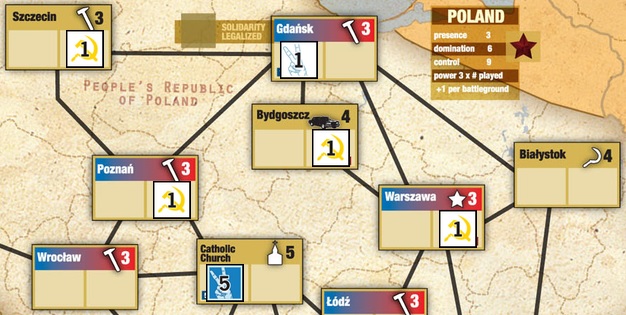 Szczecin 3
1
SOLIDARITY
LEGALIZED
Gdańsk 3
1
POLAND
presence 3
domination 6
control 9
power 3 x # played
+1 per battleground
PEOPLE'S REPUBLIC
OF POLAND
Bydgoszcz 4
1
Białystok 4
Poznań 3
1
Warszawa 3
1
Wrocław 3
Catholic
Church 5
5
Łódź 3